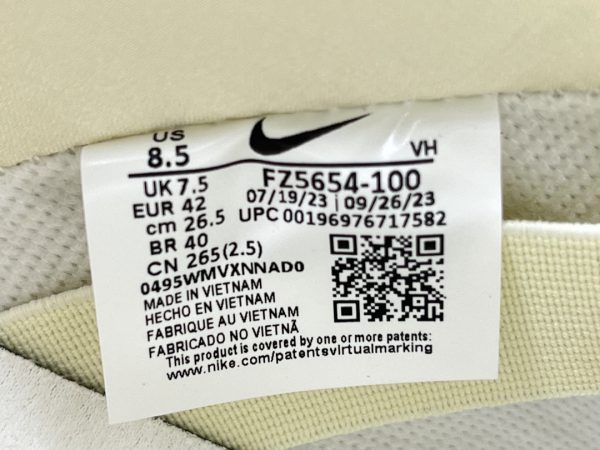 US
8.5
VH
UK 7.5
FZ5654-100
EUR 42
07/19/23 | 09/26/23
cm 26.5
UPC 00196976717582
BR 40
CN 265(2.5)
0495WMVXNNAD0
MADE IN VIETNAM
HECHO EN VIETNAM
FABRIQUE AU VIETNAM
FABRICADO NO VIETNÃ
This product is covered by one or more patents:
www.nike.com/patentsvirtualmarking